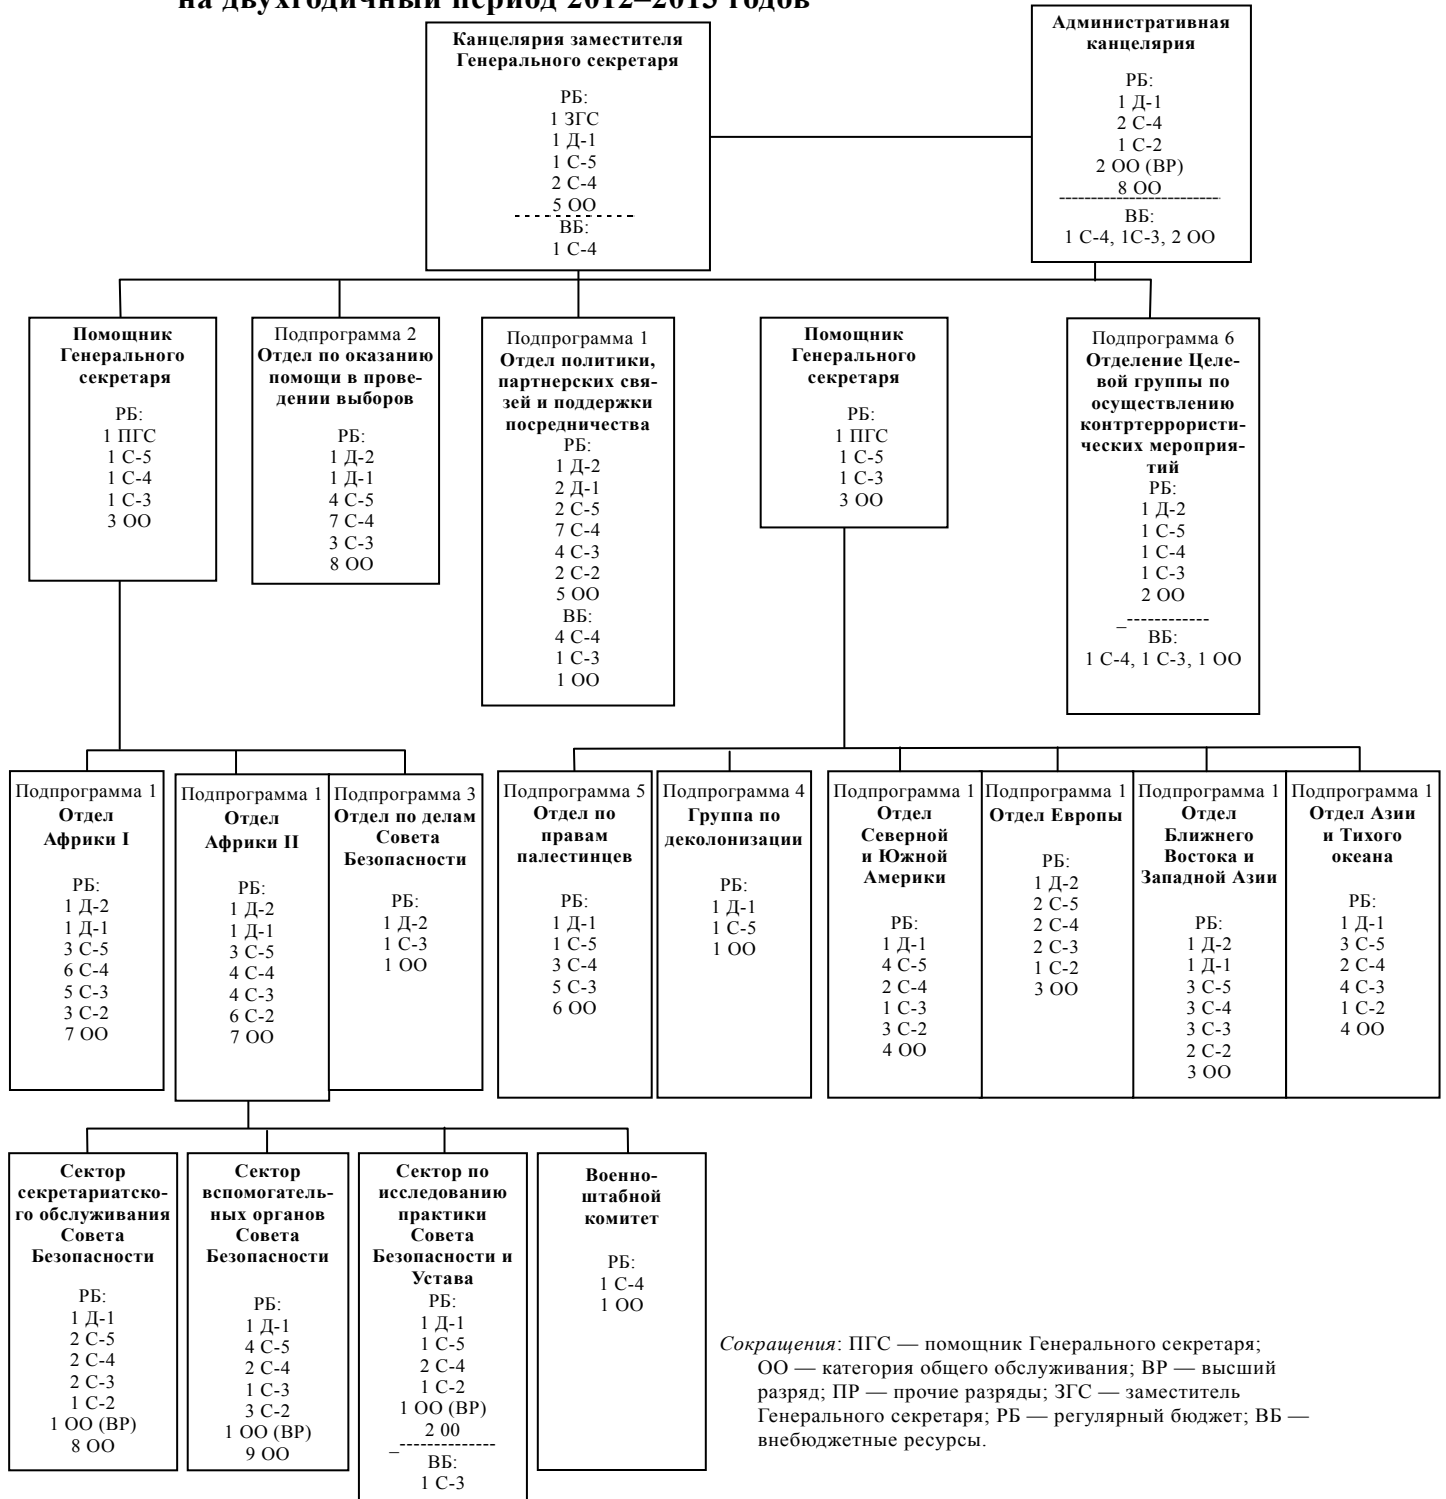 на двухгодичный период 2012–2013 годов
Канцелярия заместителя
Генерального секретаря
РБ:
1 ЗГС
1 Д-1
1 С-5
2 С-4
5 ОО
ВБ:
1 С-4
Административная
канцелярия
РБ:
1 Д-1
2 С-4
1 С-2
2 ОО (ВР)
8 ОО
ВБ:
1 С-4, 1С-3, 2 ОО
Помощник
Генерального
секретаря
РБ:
1 ПГС
1 С-5
1 С-4
1 С-3
3 ОО
Подпрограмма 2
Отдел по оказанию
помощи в прове-
дении выборов
РБ:
1 Д-2
1 Д-1
4 С-5
7 С-4
3 С-3
8 ОО
Подпрограмма 1
Отдел политики,
партнерских свя-
зей и поддержки
посредничества
РБ:
1 Д-2
2 Д-1
2 С-5
7 С-4
4 С-3
2 С-2
5 ОО
ВБ:
4 С-4
1 С-3
1 ОО
Помощник
Генерального
секретаря
РБ:
1 ПГС
1 С-5
1 С-3
3 ОО
Подпрограмма 6
Отделение Целе-
вой группы по
осуществлению
контртеррористи-
ческих мероприя-
тий
РБ:
1 Д-2
1 С-5
1 С-4
1 С-3
2 ОО
ВБ:
1 С-4, 1 С-3, 1 ОО
Подпрограмма 1
Отдел
Африки I
РБ:
1 Д-2
1 Д-1
3 С-5
6 С-4
5 С-3
3 С-2
7 ОО
Подпрограмма 1
Отдел
Африки II
РБ:
1 Д-2
1 Д-1
3 С-5
4 С-4
4 С-3
6 С-2
7 ОО
Подпрограмма 3
Отдел по делам
Совета
Безопасности
РБ:
1 Д-2
1 С-3
1 ОО
Подпрограмма 5
Отдел по
правам
палестинцев
РБ:
1 Д-1
1 С-5
3 С-4
5 С-3
6 ОО
Подпрограмма 4
Группа по
деколонизации
РБ:
1 Д-1
1 С-5
1 ОО
Подпрограмма 1
Отдел
Северной
и Южной
Америки
РБ:
1 Д-1
4 С-5
2 С-4
1 С-3
3 С-2
4 ОО
Подпрограмма 1
Отдел Европы
РБ:
1 Д-2
2 С-5
2 С-4
2 С-3
1 С-2
3 ОО
Подпрограмма 1
Отдел
Ближнего
Востока и
Западной Азии
РБ:
1 Д-2
1 Д-1
3 С-5
3 С-4
3 С-3
2 С-2
3 ОО
Подпрограмма 1
Отдел Азии
и Тихого
океана
РБ:
1 Д-1
3 С-5
2 С-4
4 С-3
1 С-2
4 ОО
Сектор
секретариатско-
го обслуживания
Совета
Безопасности
РБ:
1 Д-1
2 С-5
2 С-4
2 С-3
1 С-2
1 ОО (ВР)
8 ОО
Сектор
вспомогатель-
ных органов
Совета
Безопасности
РБ:
1 Д-1
4 С-5
2 С-4
1 С-3
3 С-2
1 ОО (ВР)
9 ОО
Сектор по
исследованию
практики
Совета
Безопасности и
Устава
РБ:
1 Д-1
1 С-5
2 С-4
1 С-2
1 ОО (ВР)
2 00
ВБ:
1 С-3
Военно-
штабной
комитет
РБ:
1 С-4
1 ОО
Сокращения: ПГС — помощник Генерального секретаря;
ОО — категория общего обслуживания; ВР — высший
разряд; ПР — прочие разряды; ЗГС — заместитель
Генерального секретаря; РБ — регулярный бюджет; ВБ —
внебюджетные ресурсы.